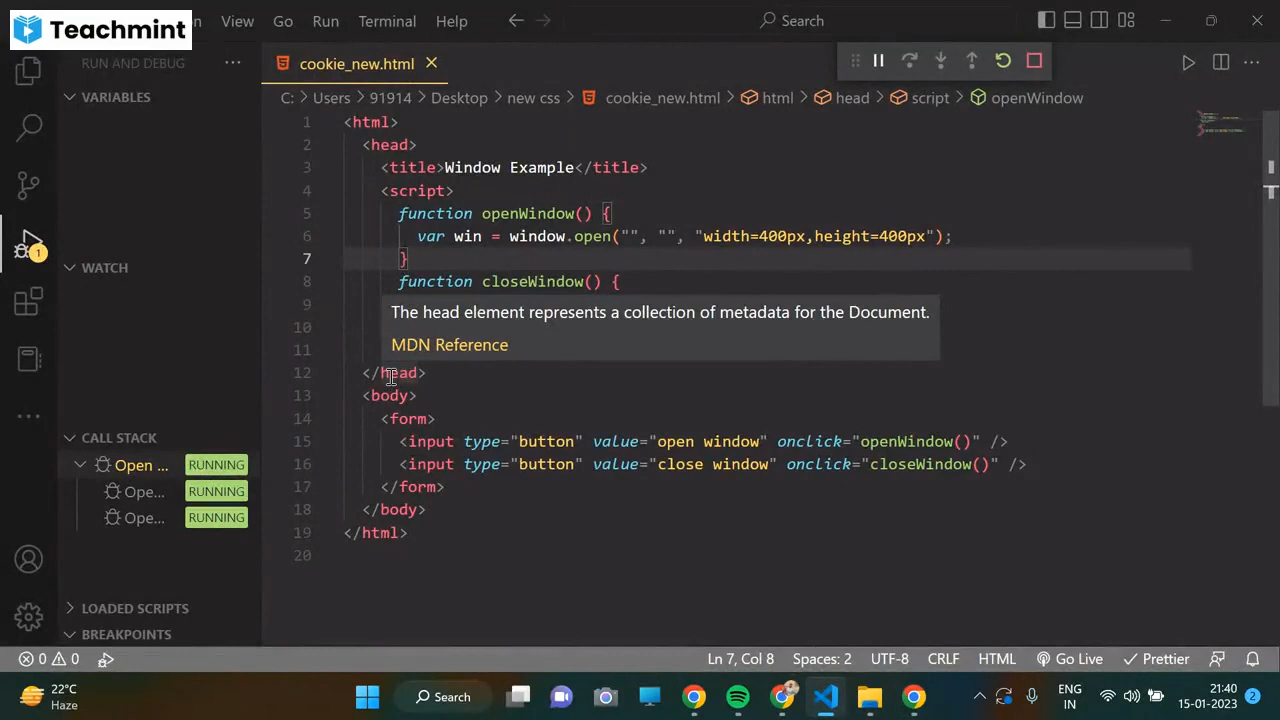 Teachmint
View Go Run Terminal Help
Search
RUN AND DEBUG
cookie_new.html
C: > Users > 91914 > Desktop > new css > cookie_new.html > html > head > script > openWindow
VARIABLES
WATCH
CALL STACK
Open ... RUNNING
Ope... RUNNING
Ope... RUNNING
LOADED SCRIPTS
BREAKPOINTS
1
1 <html>
2 <head>
3 <title>Window Example</title>
4 <script>
5 function openWindow() {
6 var win = window.open("", "", "width=400px,height=400px");
7 }
8 function closeWindow() {
9
The head element represents a collection of metadata for the Document.
10
MDN Reference
11
12 </head>
13 <body>
14 <form>
15 <input type="button" value="open window" onclick="openWindow()" />
16 <input type="button" value="close window" onclick="closeWindow()" />
17 </form>
18 </body>
19 </html>
20
0 0 Ln 7, Col 8 Spaces: 2 UTF-8 CRLF HTML Go Live Prettier
22°C
Haze
Search
ENG
IN
21:40
15-01-2023
2